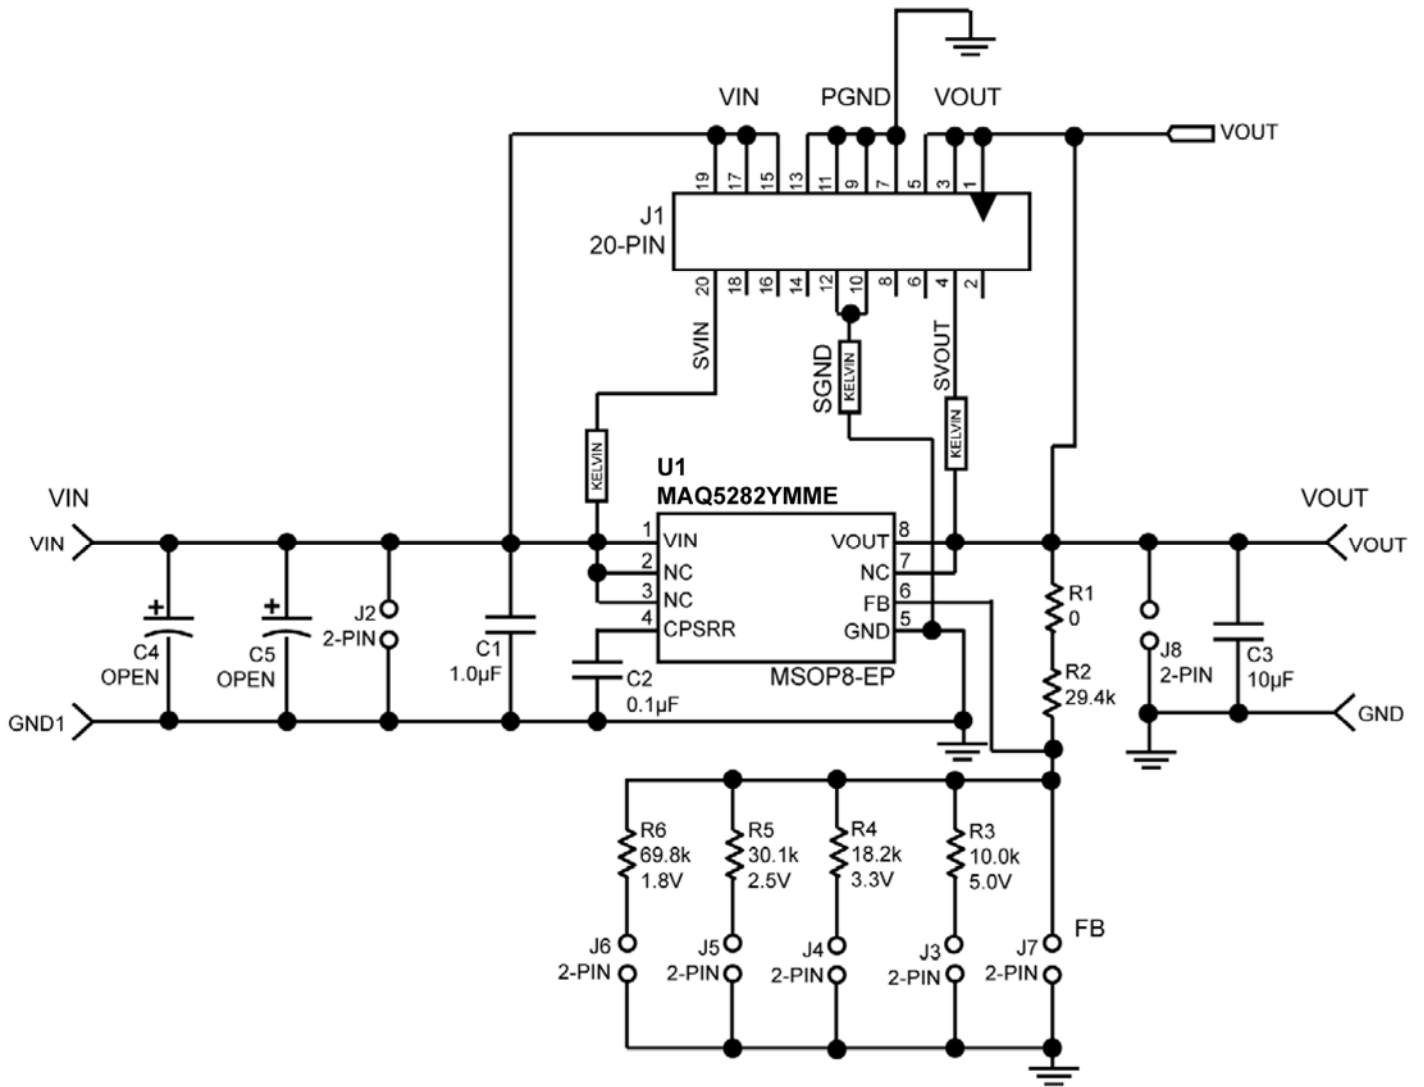 VIN PGND VOUT
VOUT
19 17 15 13 11 9 7 5 3 1
J1
20-PIN
20 18 16 14 12 10 8 6 4 2
SVIN
SGND
SVOUT
KELVIN
KELVIN
KELVIN
U1
MAQ5282YMME
VIN
VIN
VOUT
VOUT
1 VIN
2 NC
3 NC
4 CPSRR
VOUT 8
NC 7
FB 6
GND 5
MSOP8-EP
C4
OPEN
C5
OPEN
J2
2-PIN
C1
1.0µF
C2
0.1µF
R1
0
R2
29.4k
J8
2-PIN
C3
10µF
GND1
GND
+
+
R6
69.8k
1.8V
R5
30.1k
2.5V
R4
18.2k
3.3V
R3
10.0k
5.0V
J6
2-PIN
J5
2-PIN
J4
2-PIN
J3
2-PIN
J7
2-PIN
FB